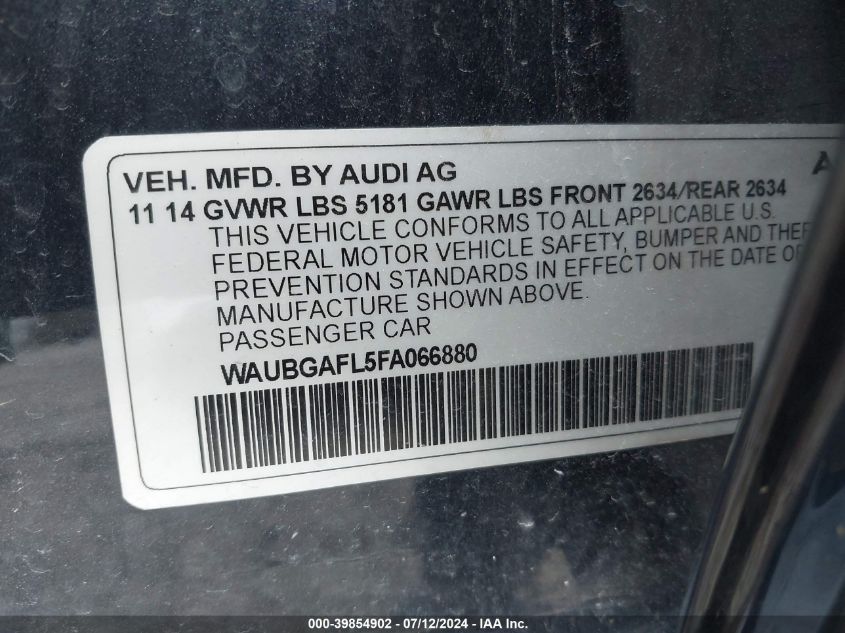 VEH. MFD. BY AUDI AG
11 14 GVWR LBS 5181 GAWR LBS FRONT 2634/REAR 2634
THIS VEHICLE CONFORMS TO ALL APPLICABLE U.S.
FEDERAL MOTOR VEHICLE SAFETY, BUMPER AND
PREVENTION STANDARDS IN EFFECT ON THE DATE
MANUFACTURE SHOWN ABOVE.
PASSENGER CAR
WAUBGAFL5FA066880
000-39854902 - 07/12/2024 - IAA Inc.